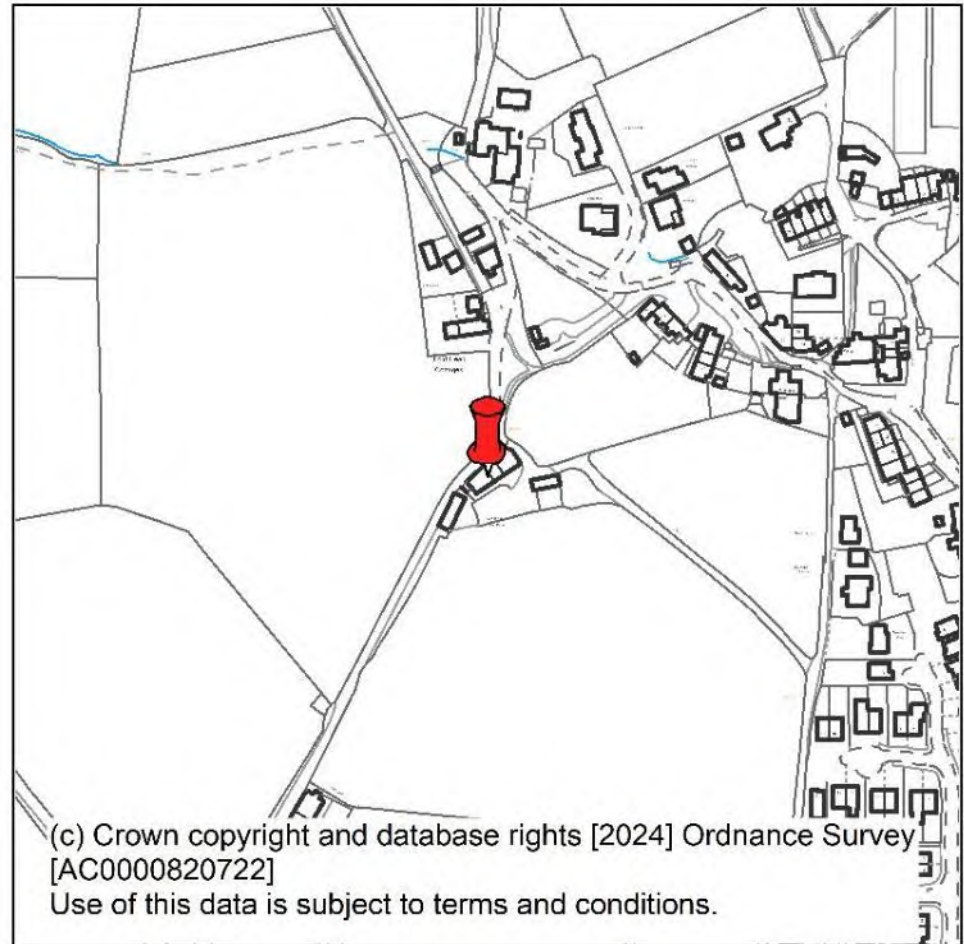 Cottages
(c) Crown copyright and database rights [2024] Ordnance Survey
[AC0000820722]
Use of this data is subject to terms and conditions.